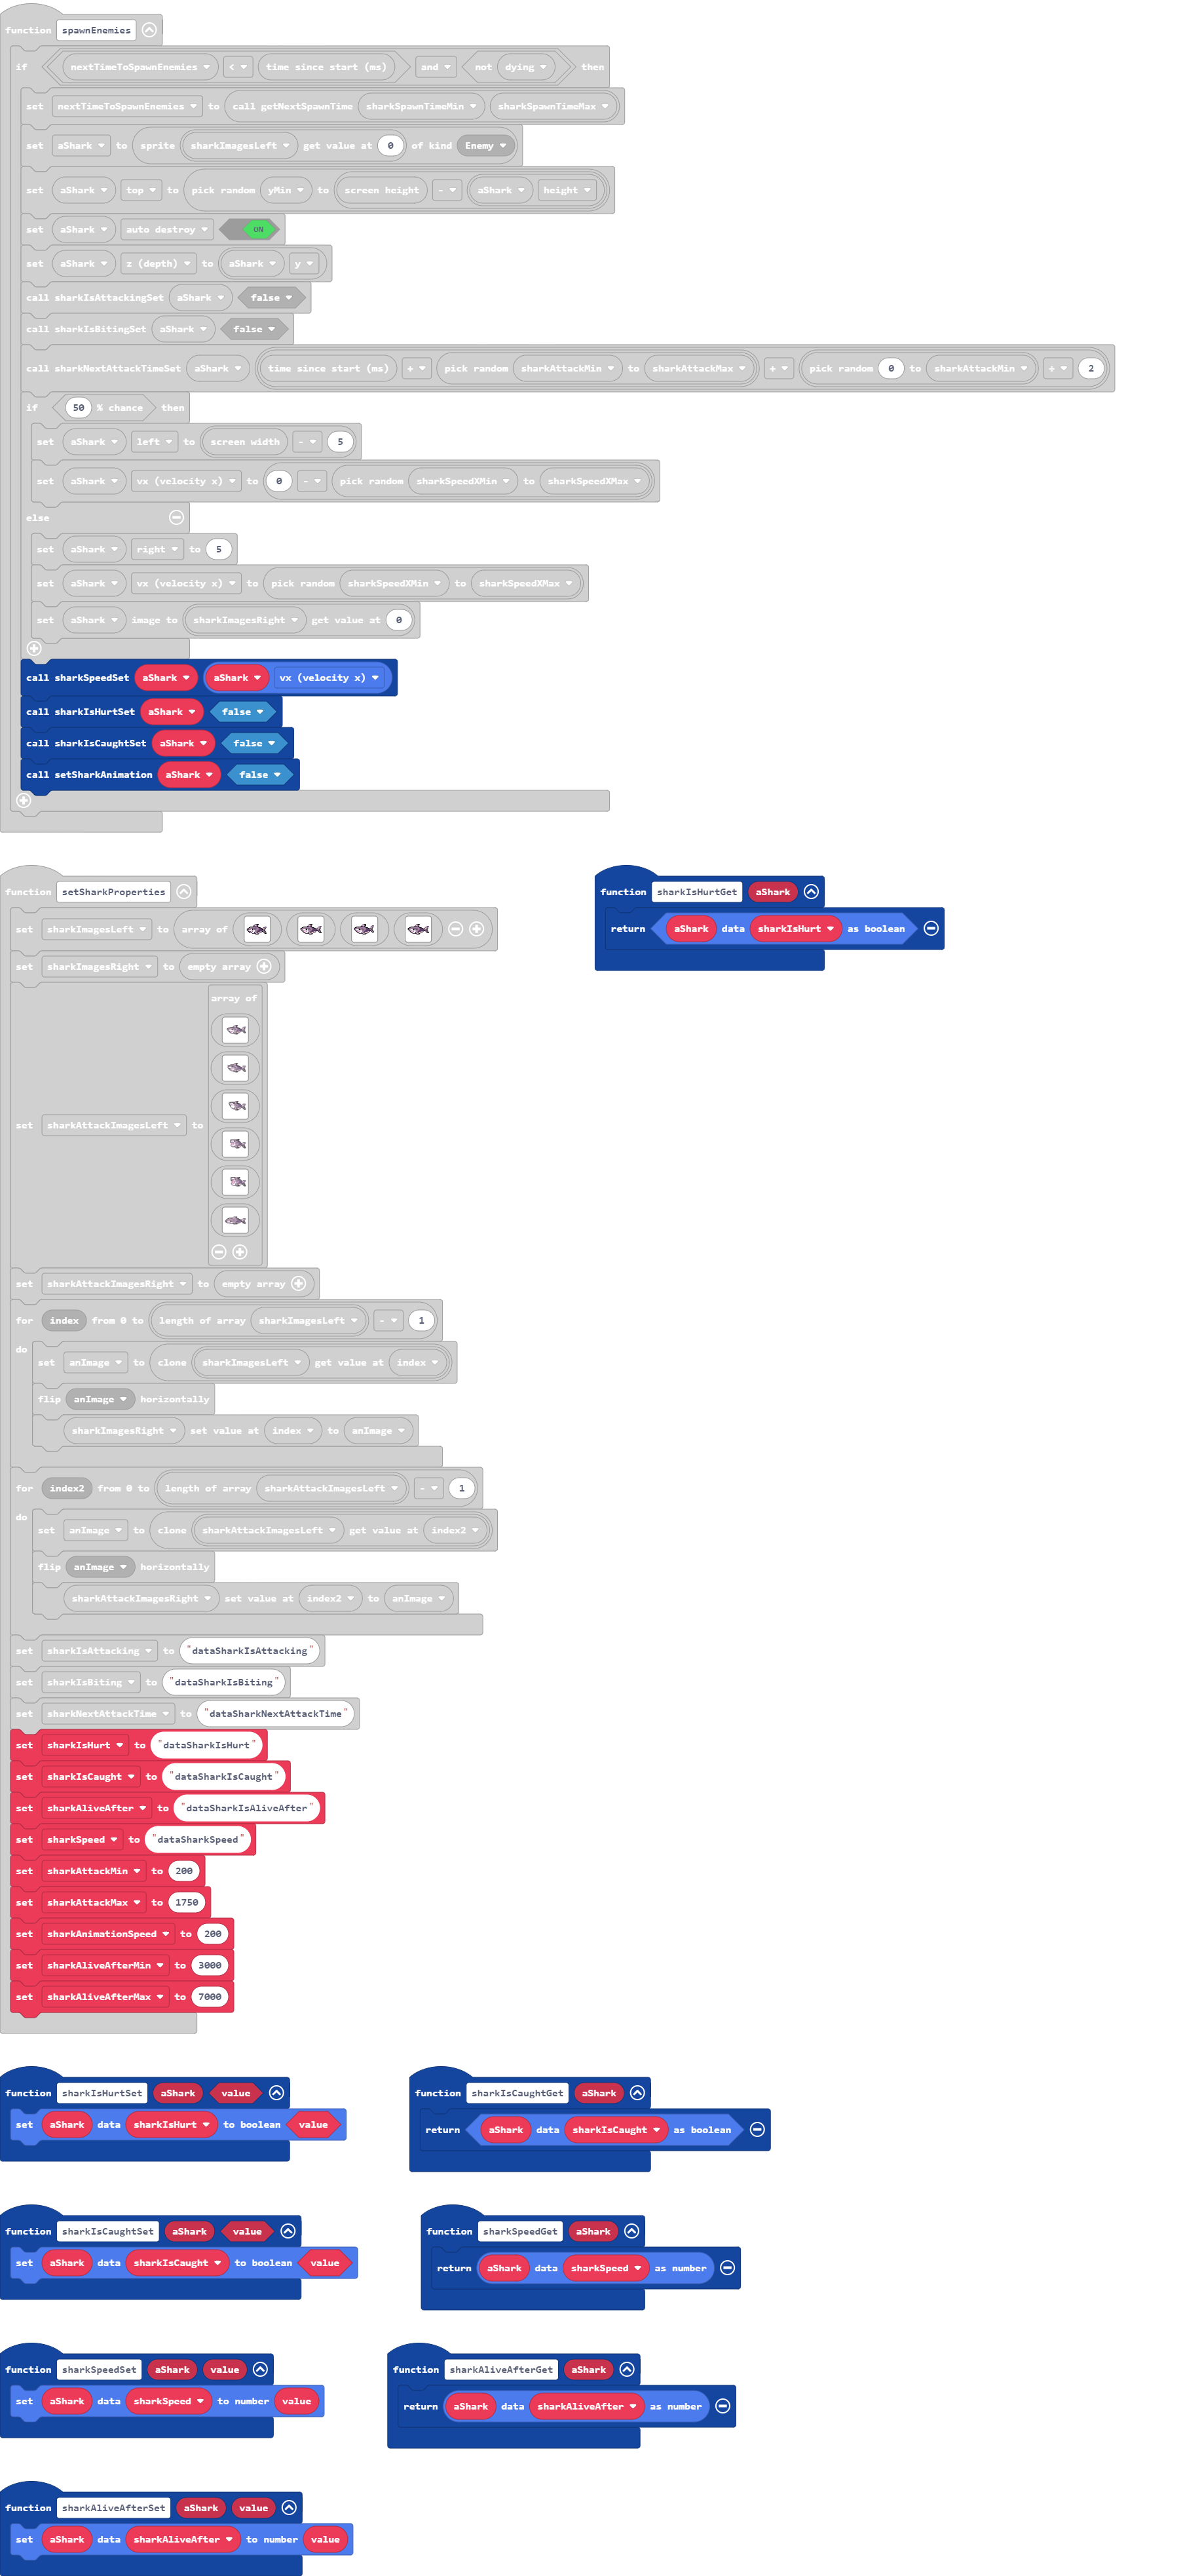 function spawnEnemies
if nextTimeToSpawnEnemies < time since start (ms) and not dying then
set nextTimeToSpawnEnemies to call getNextSpawnTime sharkSpawnTimeMin sharkSpawnTimeMax
set aShark to sprite sharkImagesLeft get value at 0 of kind Enemy
set aShark top to pick random yMin to screen height - aShark height
set aShark auto destroy ON
set aShark z (depth) to aShark y
call sharkIsAttackingSet aShark false
call sharkIsBitingSet aShark false
call sharkNextAttackTimeSet aShark time since start (ms) + pick random sharkAttackMin to sharkAttackMax + pick random 0 to sharkAttackMin ÷ 2
if 50 % chance then
set aShark left to screen width - 5
set aShark vx (velocity x) to 0 - pick random sharkSpeedXMin to sharkSpeedXMax
else
set aShark right to 5
set aShark vx (velocity x) to pick random sharkSpeedXMin to sharkSpeedXMax
set aShark image to sharkImagesRight get value at 0
call sharkSpeedSet aShark aShark vx (velocity x)
call sharkIsHurtSet aShark false
call sharkIsCaughtSet aShark false
call setSharkAnimation aShark false
function setSharkProperties
set sharkImagesLeft to array of
set sharkImagesRight to empty array
set sharkAttackImagesLeft to array of
set sharkAttackImagesRight to empty array
for index from 0 to length of array sharkImagesLeft - 1
do
set anImage to clone sharkImagesLeft get value at index
flip anImage horizontally
sharkImagesRight set value at index to anImage
for index2 from 0 to length of array sharkAttackImagesLeft - 1
do
set anImage to clone sharkAttackImagesLeft get value at index2
flip anImage horizontally
sharkAttackImagesRight set value at index2 to anImage
set sharkIsAttacking to "dataSharkIsAttacking"
set sharkIsBiting to "dataSharkIsBiting"
set sharkNextAttackTime to "dataSharkNextAttackTime"
set sharkIsHurt to "dataSharkIsHurt"
set sharkIsCaught to "dataSharkIsCaught"
set sharkAliveAfter to "dataSharkIsAliveAfter"
set sharkSpeed to "dataSharkSpeed"
set sharkAttackMin to 200
set sharkAttackMax to 1750
set sharkAnimationSpeed to 200
set sharkAliveAfterMin to 3000
set sharkAliveAfterMax to 7000
function sharkIsHurtGet aShark
return aShark data sharkIsHurt as boolean
function sharkIsHurtSet aShark value
set aShark data sharkIsHurt to boolean value
function sharkIsCaughtGet aShark
return aShark data sharkIsCaught as boolean
function sharkIsCaughtSet aShark value
set aShark data sharkIsCaught to boolean value
function sharkSpeedGet aShark
return aShark data sharkSpeed as number
function sharkSpeedSet aShark value
set aShark data sharkSpeed to number value
function sharkAliveAfterGet aShark
return aShark data sharkAliveAfter as number
function sharkAliveAfterSet aShark value
set aShark data sharkAliveAfter to number value